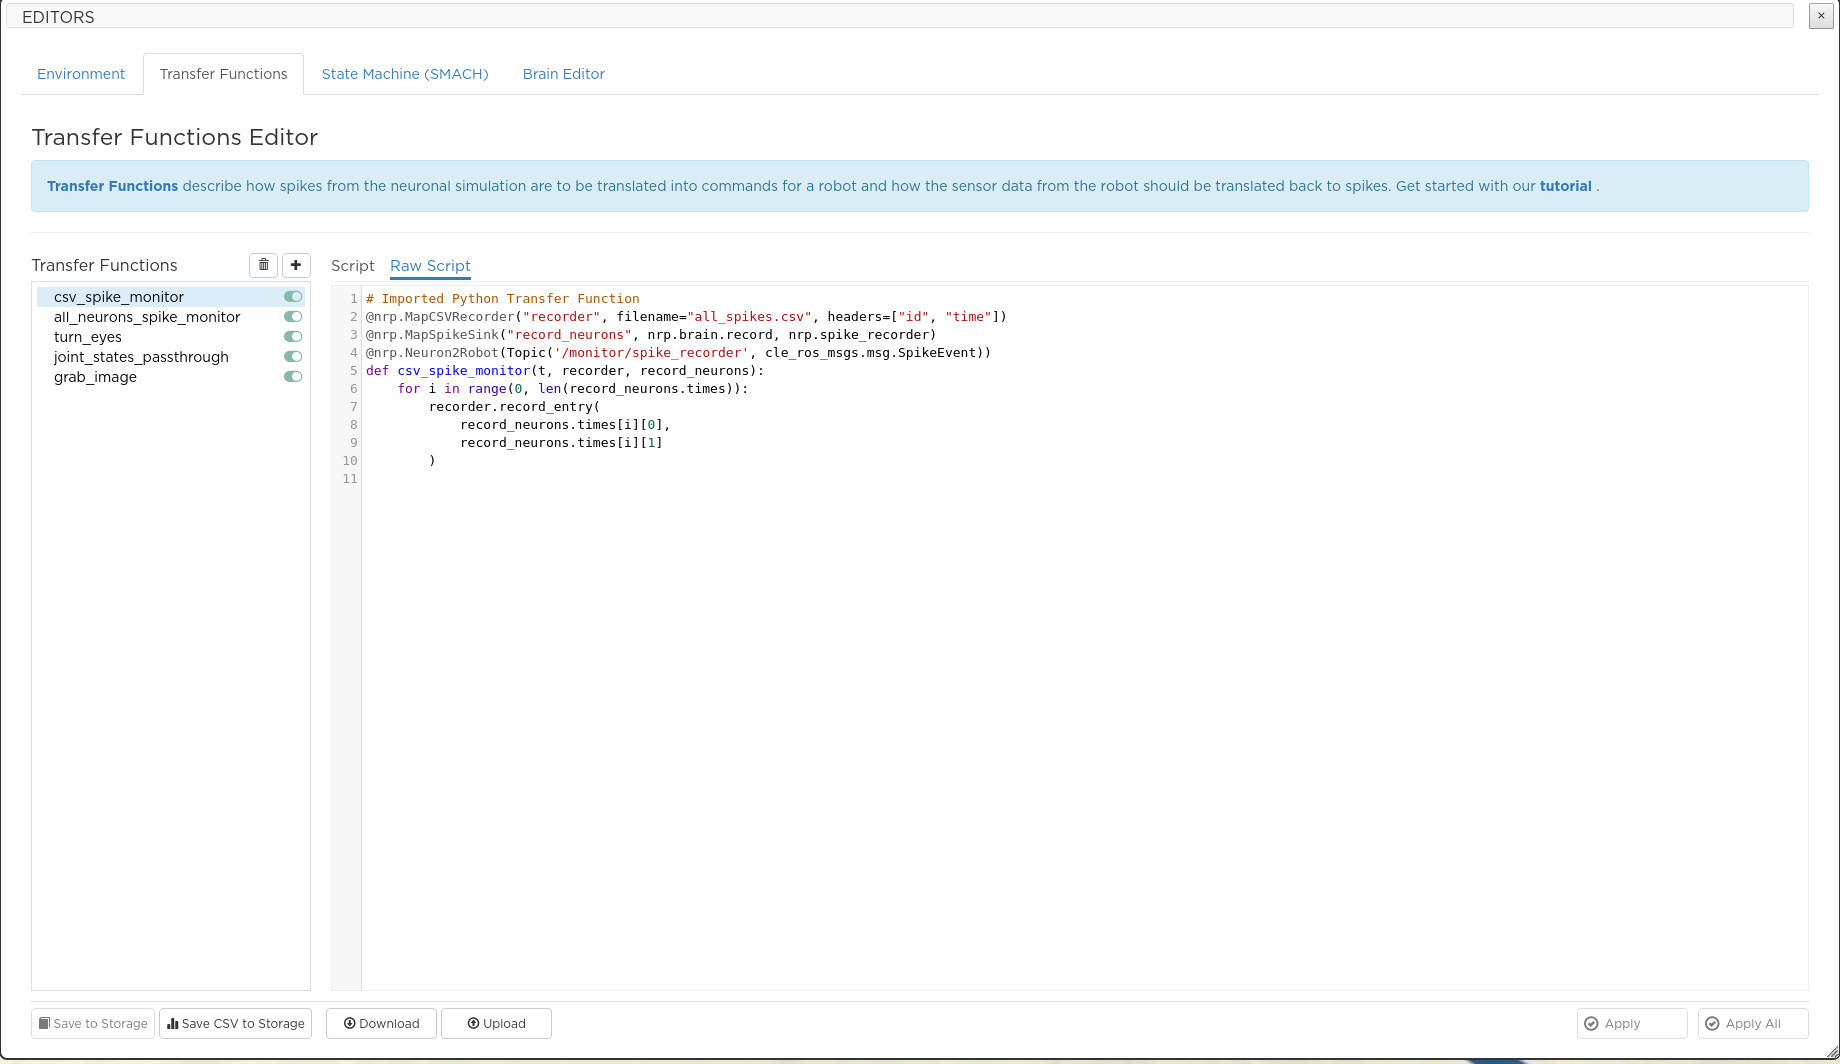 EDITORS
×
Environment Transfer Functions State Machine (SMACH) Brain Editor
Transfer Functions Editor
Transfer Functions describe how spikes from the neuronal simulation are to be translated into commands for a robot and how the sensor data from the robot should be translated back to spikes. Get started with our tutorial .
Transfer Functions
csv_spike_monitor
all_neurons_spike_monitor
turn_eyes
joint_states_passthrough
grab_image
Script Raw Script
1 # Imported Python Transfer Function
2 @nrp.MapCSVRecorder("recorder", filename="all_spikes.csv", headers=["id", "time"])
3 @nrp.MapSpikeSink("record_neurons", nrp.brain.record, nrp.spike_recorder)
4 @nrp.Neuron2Robot(Topic('/monitor/spike_recorder', cle_ros_msgs.msg.SpikeEvent))
5 def csv_spike_monitor(t, recorder, record_neurons):
6     for i in range(0, len(record_neurons.times)):
7         recorder.record_entry(
8             record_neurons.times[i][0],
9             record_neurons.times[i][1]
10         )
11
Save to Storage Save CSV to Storage Download Upload Apply Apply All